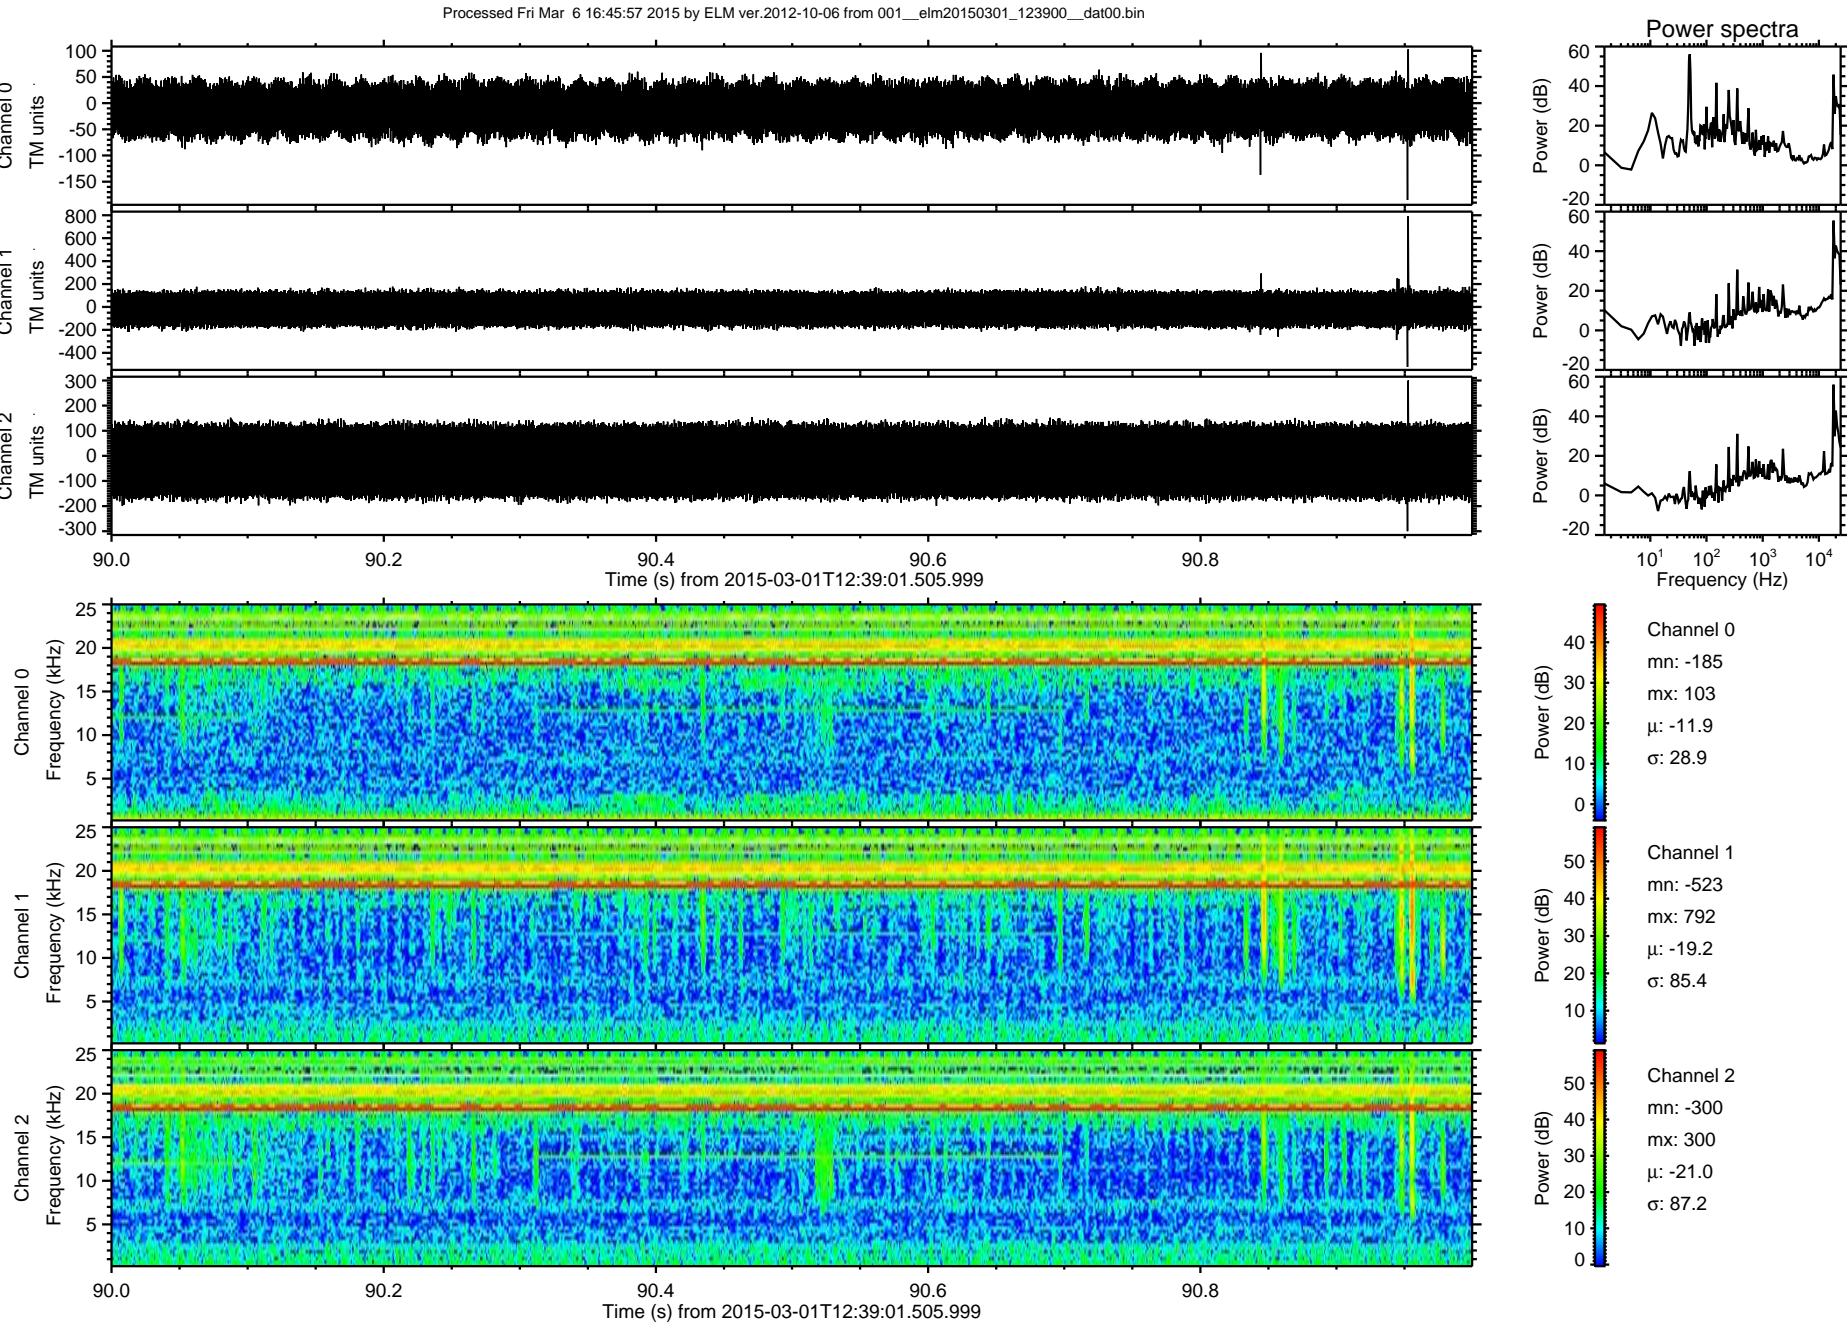 Processed Fri Mar 6 16:45:57 2015 by ELM ver.2012-10-06 from 001__elm20150301_123900__dat00.bin
Power spectra
Channel 0
TM units
100
50
0
-50
-100
-150
Power (dB)
60
40
20
0
-20
Channel 1
TM units
800
600
400
200
0
-200
-400
Power (dB)
60
40
20
0
-20
Channel 2
TM units
300
200
100
0
-100
-200
-300
Power (dB)
60
40
20
0
-20
90.0 90.2 90.4 90.6 90.8
Time (s) from 2015-03-01T12:39:01.505.999
10^1 10^2 10^3 10^4
Frequency (Hz)
Channel 0
Frequency (kHz)
25
20
15
10
5
Power (dB)
40
30
20
10
0
Channel 0
mn: -185
mx: 103
μ: -11.9
σ: 28.9
Channel 1
Frequency (kHz)
25
20
15
10
5
Power (dB)
50
40
30
20
10
Channel 1
mn: -523
mx: 792
μ: -19.2
σ: 85.4
Channel 2
Frequency (kHz)
25
20
15
10
5
Power (dB)
50
40
30
20
10
0
Channel 2
mn: -300
mx: 300
μ: -21.0
σ: 87.2
90.0 90.2 90.4 90.6 90.8
Time (s) from 2015-03-01T12:39:01.505.999